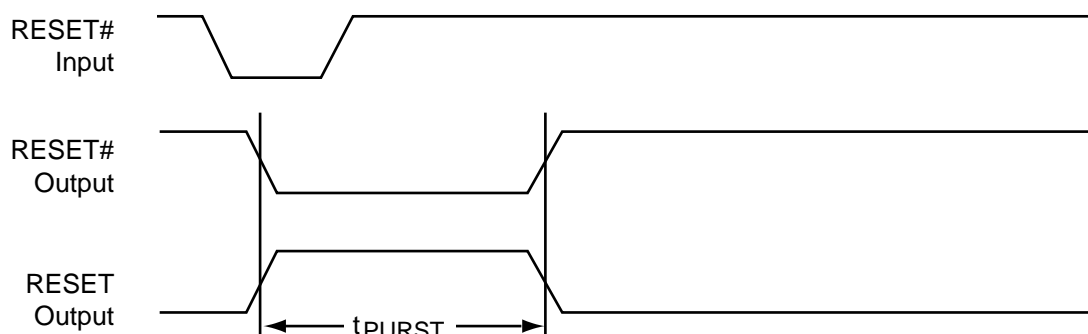 RESET#
Input
RESET#
Output
RESET
Output
tPURST